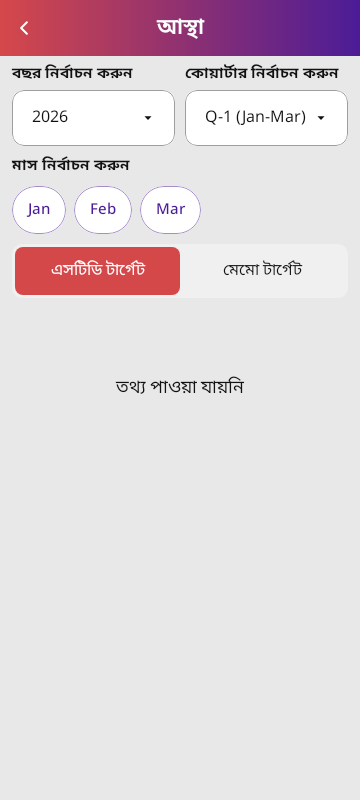 আস্থা
বছর নির্বাচন করুন
কোয়ার্টার নির্বাচন করুন
2026
Q-1 (Jan-Mar)
মাস নির্বাচন করুন
Jan
Feb
Mar
এসটিডি টার্গেট
মেমো টার্গেট
তথ্য পাওয়া যায়নি